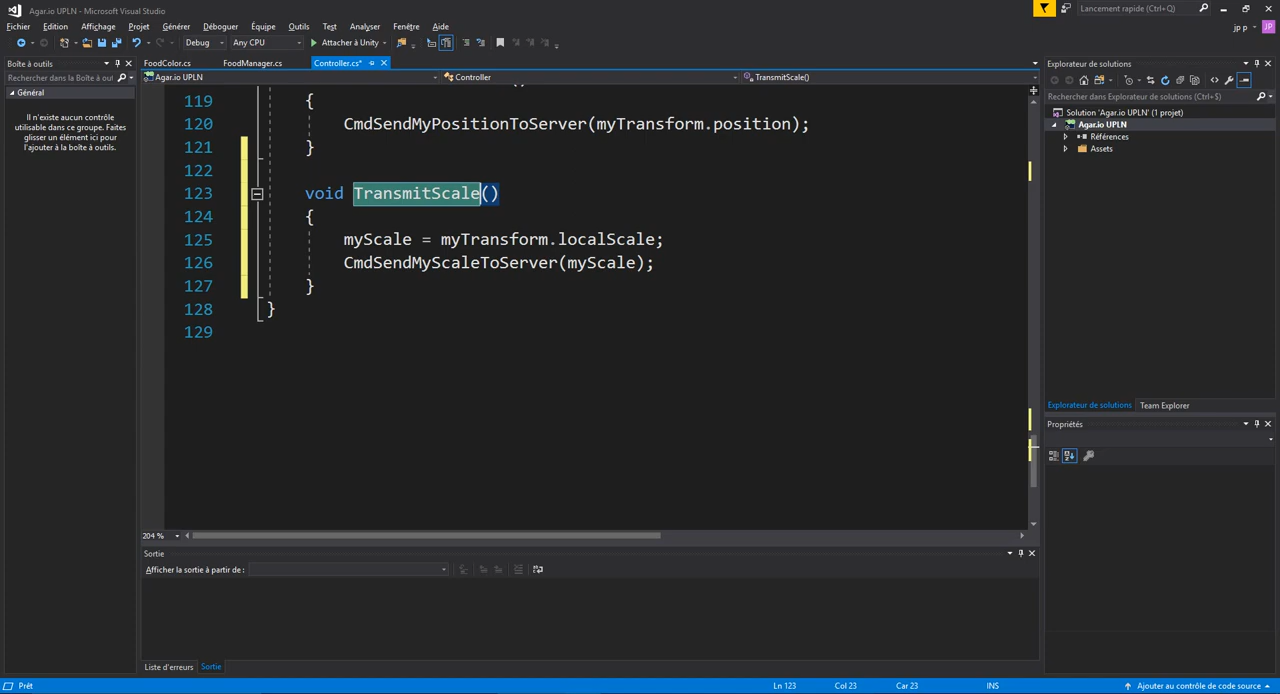 Agar.io UPLN - Microsoft Visual Studio
Lancement rapide (Ctrl+Q)
Fichier Edition Affichage Projet Générer Déboguer Équipe Outils Test Analyser Fenêtre Aide
jp p JP
Debug Any CPU Attacher à Unity
Boîte à outils
FoodColor.cs FoodManager.cs Controller.cs*
Explorateur de solutions
Rechercher dans la Boîte à out
Agar.io UPLN Controller TransmitScale()
Général
Il n'existe aucun contrôle
utilisable dans ce groupe. Faites
glisser un élément ici pour
l'ajouter à la boîte à outils.
Rechercher dans Explorateur de solutions (Ctrl+$)
Solution 'Agar.io UPLN' (1 projet)
Agar.io UPLN
Références
Assets
119 {
120 CmdSendMyPositionToServer(myTransform.position);
121 }
122
123 void TransmitScale()
124 {
125 myScale = myTransform.localScale;
126 CmdSendMyScaleToServer(myScale);
127 }
128 }
129
Explorateur de solutions Team Explorer
Propriétés
204 %
Sortie
Afficher la sortie à partir de :
Liste d'erreurs Sortie
Prêt Ln 123 Col 23 Car 23 INS Ajouter au contrôle de code source